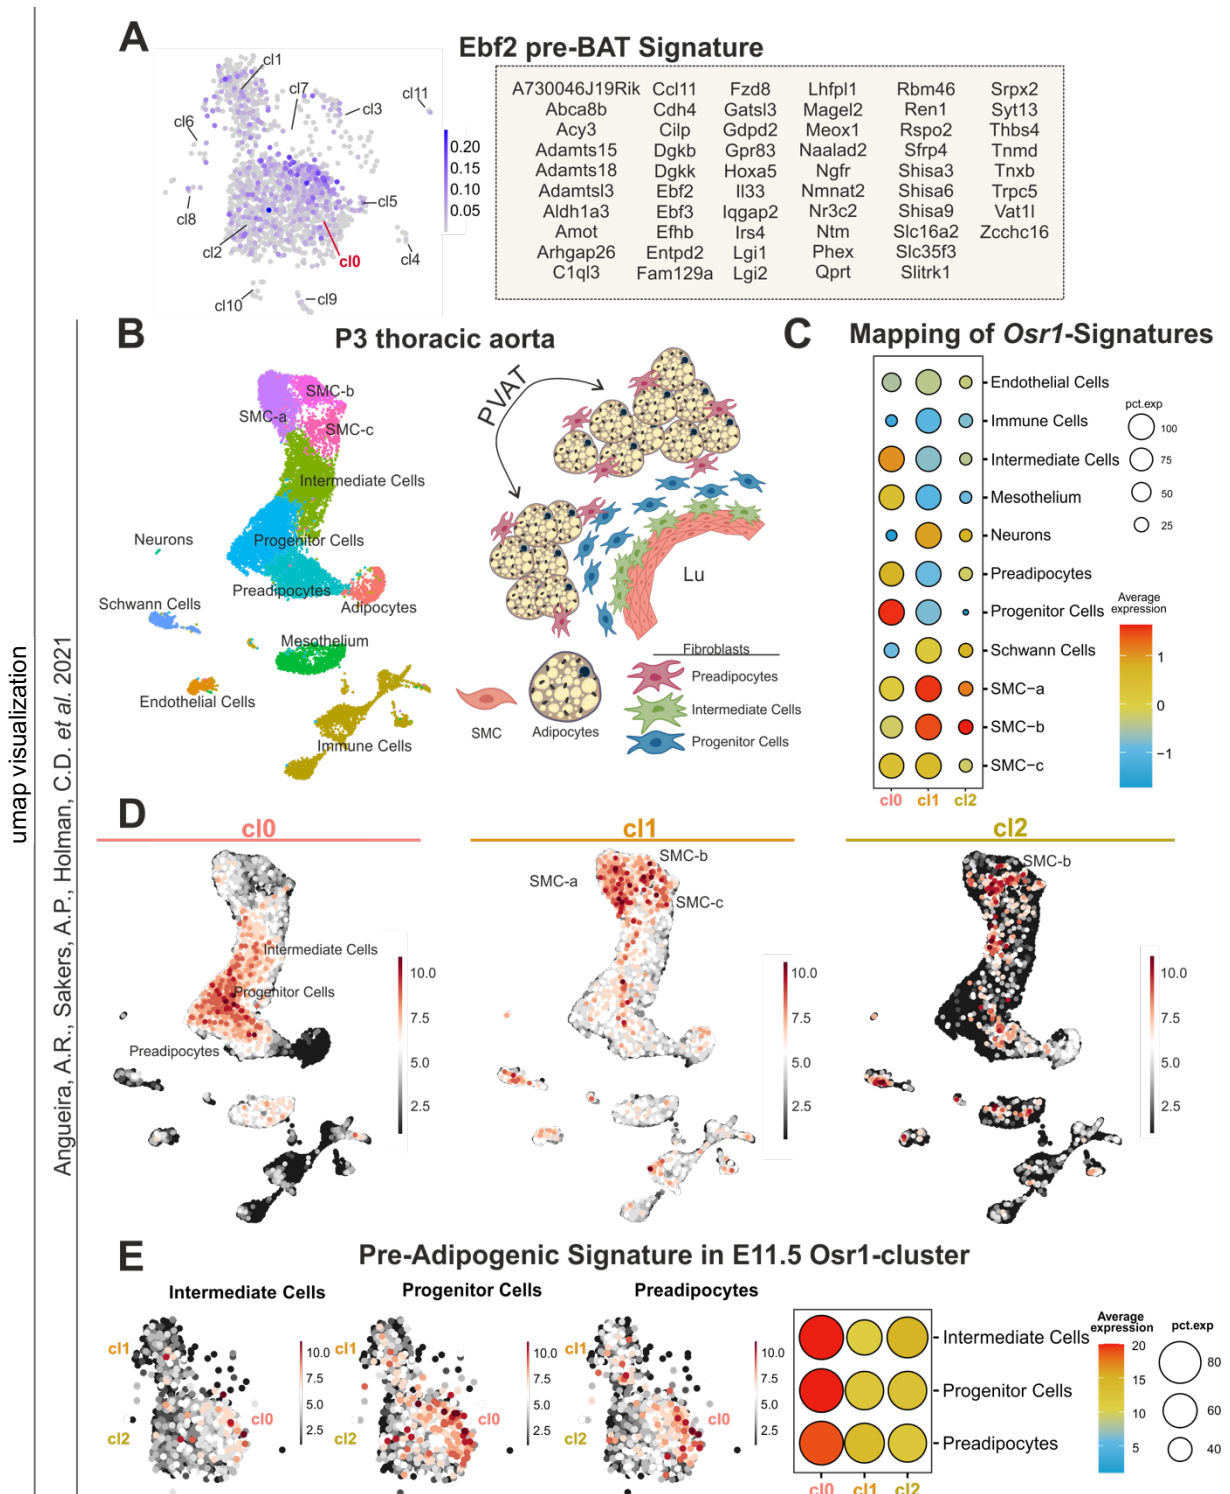 A
Ebf2 pre-BAT Signature
cl1
cl7
cl3
cl11
cl6
cl8
cl5
cl2
cl0
cl4
cl10
cl9
0.20
0.15
0.10
0.05
A730046J19Rik Ccl11 Fzd8 Lhfpl1 Rbm46 Srpx2
Abca8b Cdh4 Gatsl3 Magel2 Ren1 Syt13
Acy3 Cilp Gdpd2 Meox1 Rspo2 Thbs4
Adamts15 Dgkb Gpr83 Naalad2 Sfrp4 Tnmd
Adamts18 Dgkk Hoxa5 Ngfr Shisa3 Tnxb
Adamtsl3 Ebf2 Il33 Nmnat2 Shisa6 Trpc5
Aldh1a3 Ebf3 Iqgap2 Nr3c2 Shisa9 Vat1l
Amot Efhb Irs4 Ntm Slc16a2 Zcchc16
Arhgap26 Entpd2 Lgi1 Phex Slc35f3
C1ql3 Fam129a Lgi2 Qprt Slitrk1
umap visualization
Angueira, A.R., Sakers, A.P., Holman, C.D. et al. 2021
B
P3 thoracic aorta
SMC-b
SMC-a
SMC-c
Intermediate Cells
Neurons
Progenitor Cells
Preadipocytes
Adipocytes
Schwann Cells
Mesothelium
Endothelial Cells
Immune Cells
PVAT
Lu
Fibroblasts
Preadipocytes
Intermediate Cells
Progenitor Cells
SMC
Adipocytes
C
Mapping of Osr1-Signatures
Endothelial Cells
Immune Cells
Intermediate Cells
Mesothelium
Neurons
Preadipocytes
Progenitor Cells
Schwann Cells
SMC-a
SMC-b
SMC-c
cl0 cl1 cl2
pct.exp
100
75
50
25
Average
expression
1
0
-1
D
cl0
Intermediate Cells
Progenitor Cells
Preadipocytes
10.0
7.5
5.0
2.5
cl1
SMC-b
SMC-a
SMC-c
10.0
7.5
5.0
2.5
cl2
SMC-b
10.0
7.5
5.0
2.5
E
Pre-Adipogenic Signature in E11.5 Osr1-cluster
Intermediate Cells
cl1
cl2
cl0
10.0
7.5
5.0
2.5
Progenitor Cells
cl1
cl2
cl0
10.0
7.5
5.0
2.5
Preadipocytes
cl1
cl2
cl0
10.0
7.5
5.0
2.5
Intermediate Cells
Progenitor Cells
Preadipocytes
cl0 cl1 cl2
Average
expression
20
15
10
5
pct.exp
80
60
40